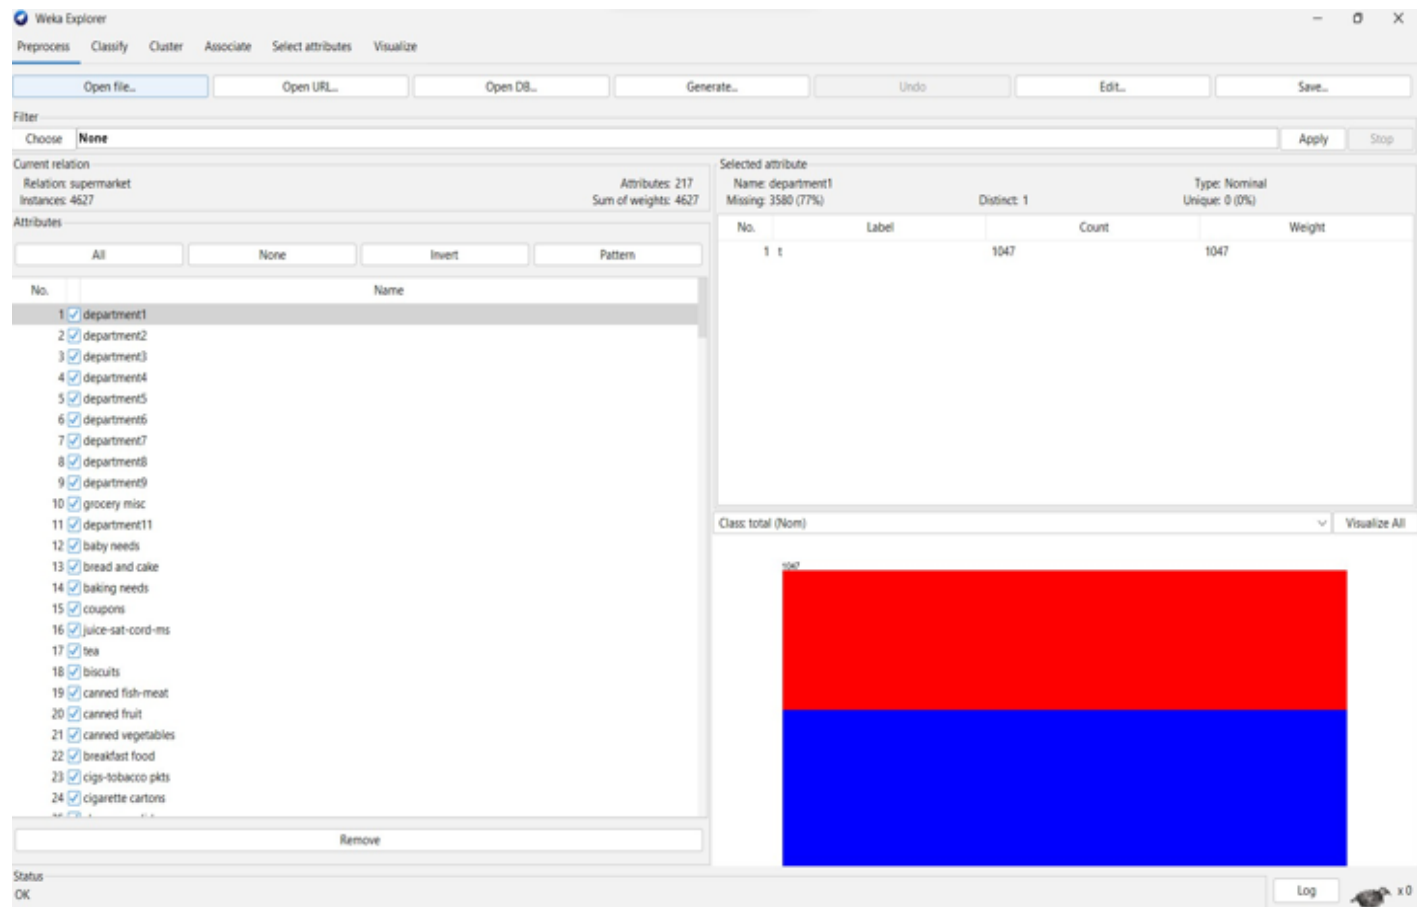 Weka Explorer
Preprocess Classify Cluster Associate Select attributes Visualize
Open file... Open URL... Open DB... Generate... Undo Edit... Save...
Filter
Choose None Apply Stop
Current relation
Relation: supermarket Attributes: 217
Instances: 4627 Sum of weights: 4627
Attributes
All None Invert Pattern
No. Name
1 department1
2 department2
3 department3
4 department4
5 department5
6 department6
7 department7
8 department8
9 department9
10 grocery misc
11 department11
12 baby needs
13 bread and cake
14 baking needs
15 coupons
16 juice-sat-cord-ms
17 tea
18 biscuits
19 canned fish-meat
20 canned fruit
21 canned vegetables
22 breakfast food
23 cigs-tobacco pkts
24 cigarette cartons
Remove
Selected attribute
Name: department1 Type: Nominal
Missing: 3580 (77%) Distinct: 1 Unique: 0 (0%)
No. Label Count Weight
1 t 1047 1047
Class: total (Nom) Visualize All
1047
Status
OK
Log x 0